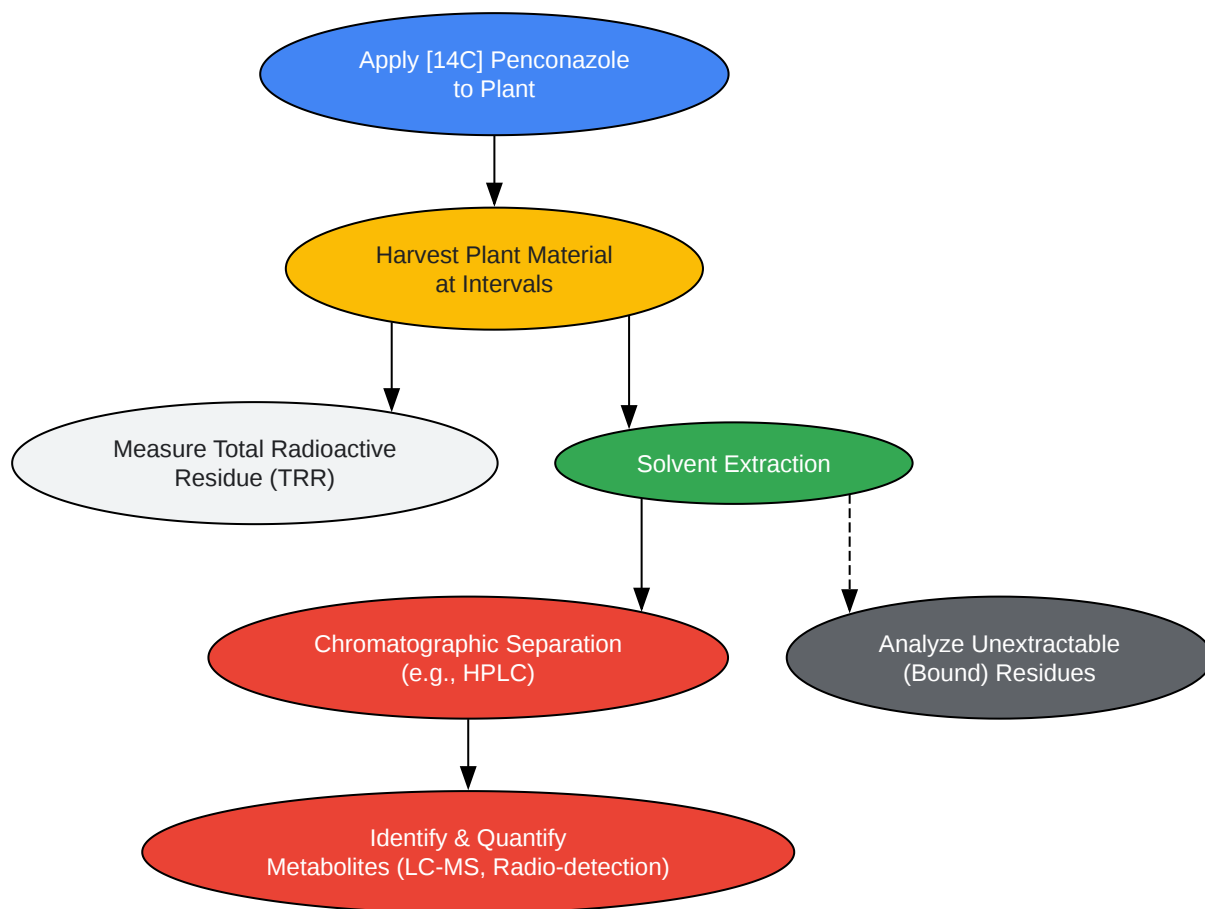 Apply [14C] Penconazole
to Plant
Harvest Plant Material
at Intervals
Measure Total Radioactive
Residue (TRR)
Solvent Extraction
Chromatographic Separation
(e.g., HPLC)
Analyze Unextractable
(Bound) Residues
Identify & Quantify
Metabolites (LC-MS, Radio-detection)